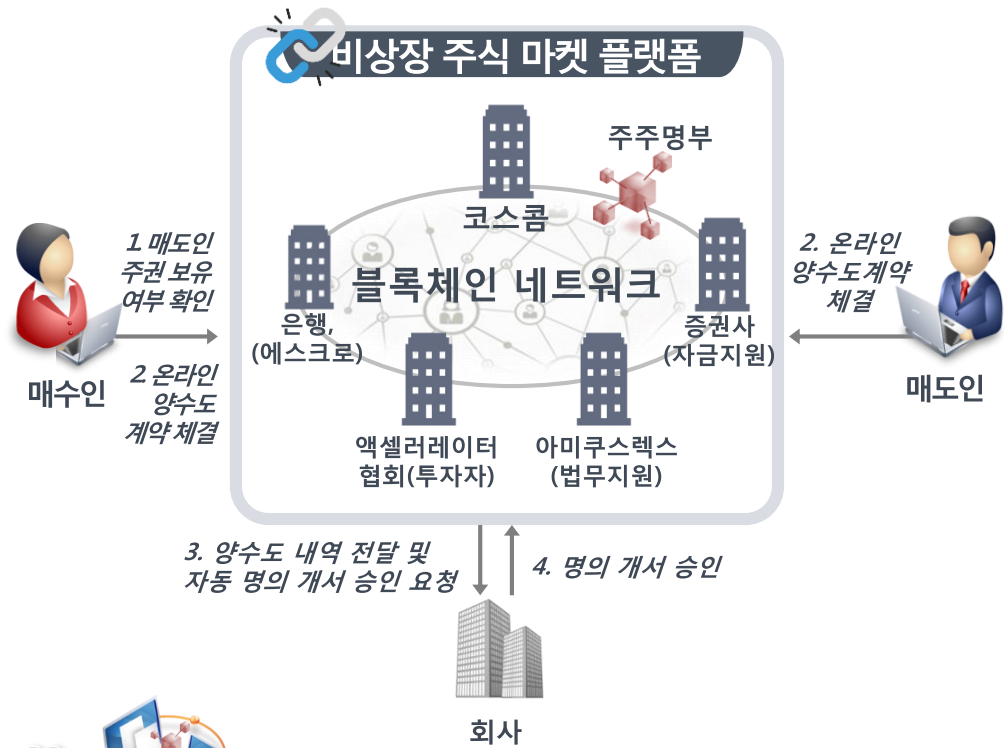 비상장 주식 마켓 플랫폼
주주명부
코스콤
블록체인 네트워크
은행,
(에스크로)
증권사
(자금지원)
액셀러레이터
협회(투자자)
아미쿠스렉스
(법무지원)
1. 매도인
주권 보유
여부 확인
2. 온라인
양수도
계약 체결
매수인
2. 온라인
양수도계약
체결
매도인
3. 양수도 내역 전달 및
자동 명의 개서 승인 요청
4. 명의 개서 승인
회사